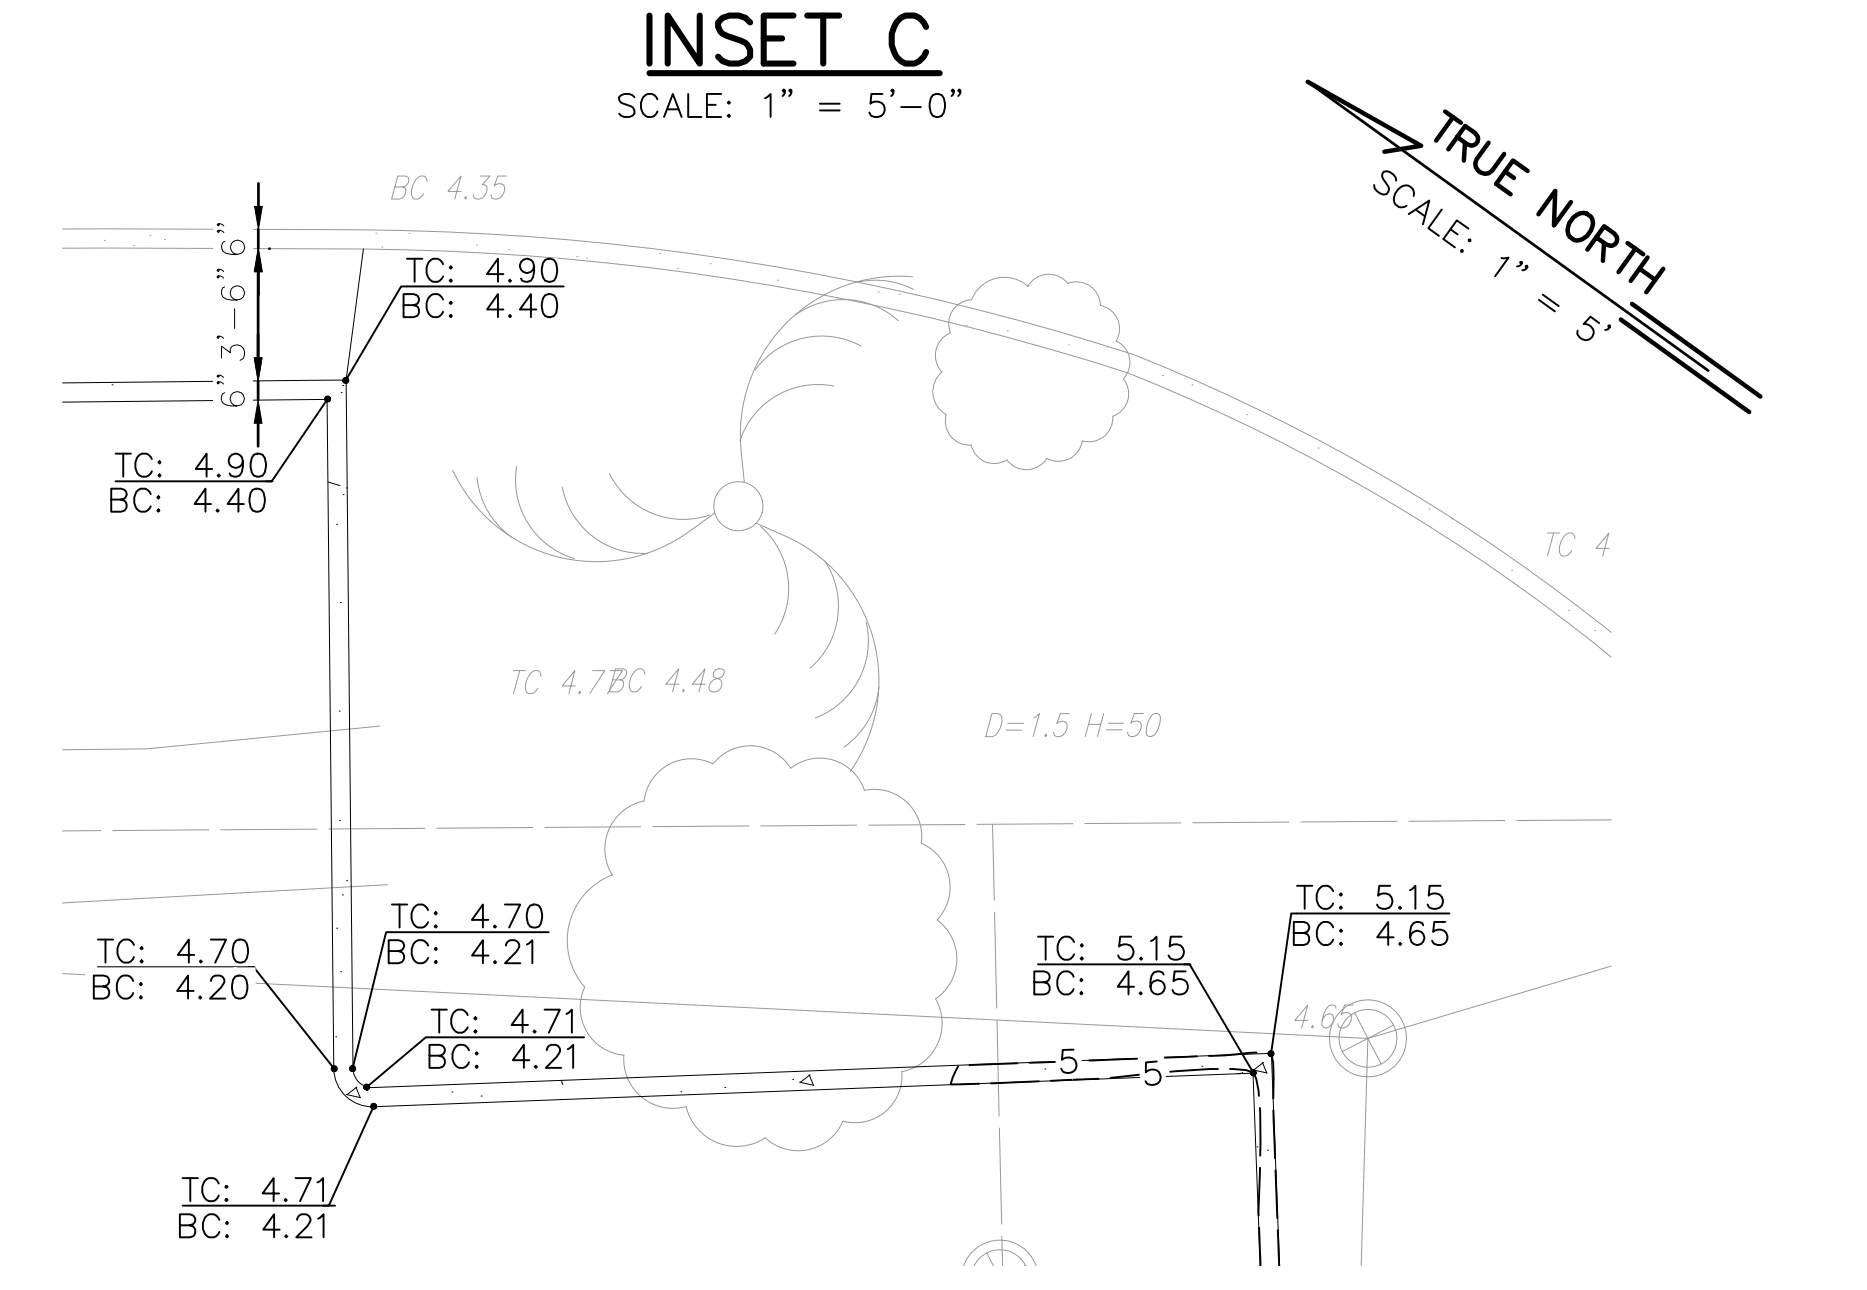 INSET C
SCALE: 1" = 5'-0"
TRUE NORTH
SCALE: 1" = 5'
BC 4.35
6"
3'-6"
6"
TC: 4.90
BC: 4.40
TC: 4.90
BC: 4.40
TC 4
TC 4.77
BC 4.48
D=1.5 H=50
TC: 5.15
BC: 4.65
TC: 4.70
BC: 4.21
TC: 5.15
BC: 4.65
TC: 4.70
BC: 4.20
4.65
TC: 4.71
BC: 4.21
5
5
TC: 4.71
BC: 4.21